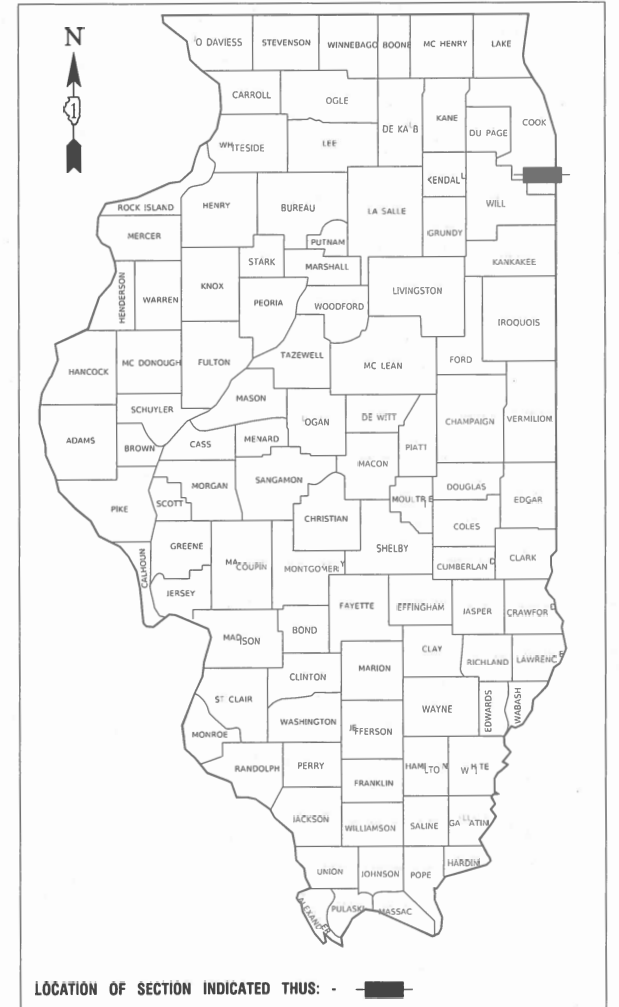 N
1
O DAVIESS STEVENSON WINNEBAGO BOONE MC HENRY LAKE
CARROLL OGLE DE KALB KANE DU PAGE COOK
WHITESIDE LEE KENDALL WILL
ROCK ISLAND HENRY BUREAU LA SALLE GRUNDY
MERCER PUTNAM KANKAKEE
STARK MARSHALL
HENDERSON WARREN KNOX PEORIA WOODFORD LIVINGSTON IROQUOIS
HANCOCK MC DONOUGH FULTON TAZEWELL MC LEAN FORD
SCHUYLER MASON LOGAN DE WITT CHAMPAIGN VERMILION
ADAMS BROWN CASS MENARD MACON PIATT
PIKE SCOTT MORGAN SANGAMON MOULTRIE DOUGLAS EDGAR
CHRISTIAN COLES
CALHOUN GREENE MACOUPIN MONTGOMERY SHELBY CUMBERLAND CLARK
JERSEY FAYETTE EFFINGHAM JASPER CRAWFORD
MADISON BOND CLAY RICHLAND LAWRENCE
CLINTON MARION
ST CLAIR WASHINGTON JEFFERSON WAYNE EDWARDS WABASH
MONROE
RANDOLPH PERRY FRANKLIN HAMILTON WHITE
JACKSON WILLIAMSON SALINE GALLATIN
UNION JOHNSON POPE HARDIN
ALEXANDER PULASKI MASSAC
LOCATION OF SECTION INDICATED THUS: -